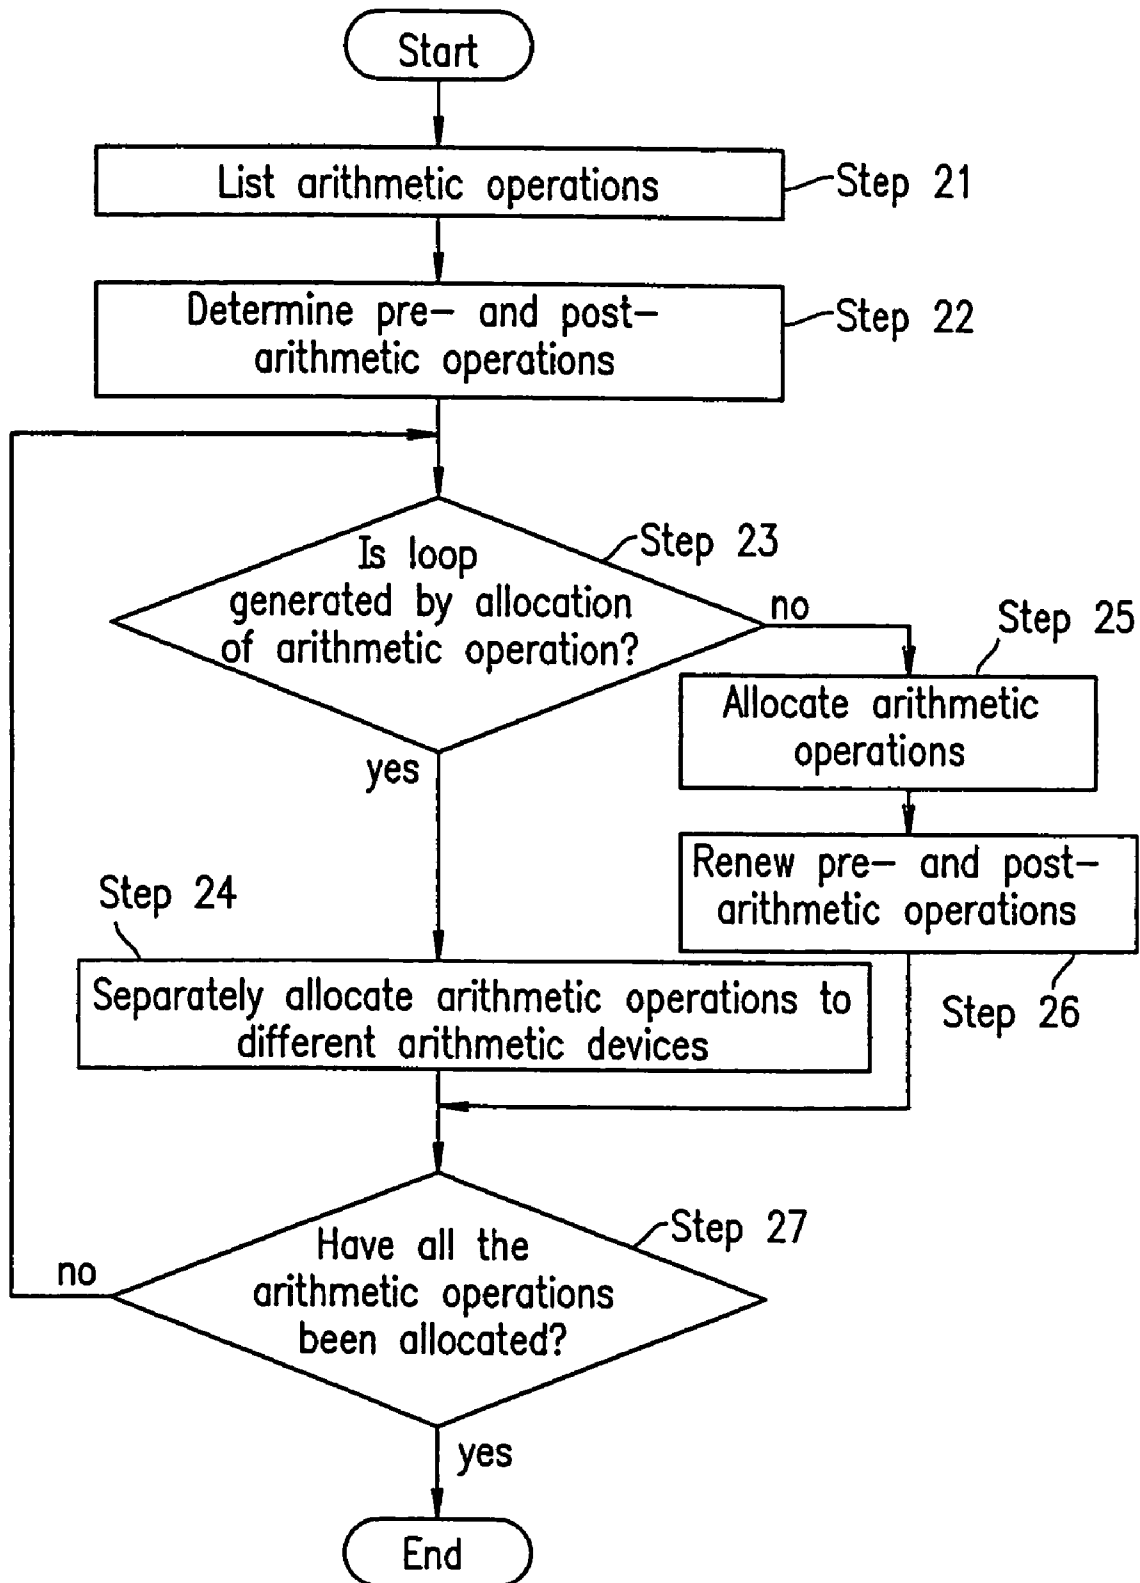 Start
List arithmetic operations
Step 21
Determine pre- and post-
arithmetic operations
Step 22
Is loop
generated by allocation
of arithmetic operation?
Step 23
no
Step 25
Allocate arithmetic
operations
yes
Renew pre- and post-
arithmetic operations
Step 24
Step 26
Separately allocate arithmetic operations to
different arithmetic devices
Have all the
arithmetic operations
been allocated?
Step 27
no
yes
End